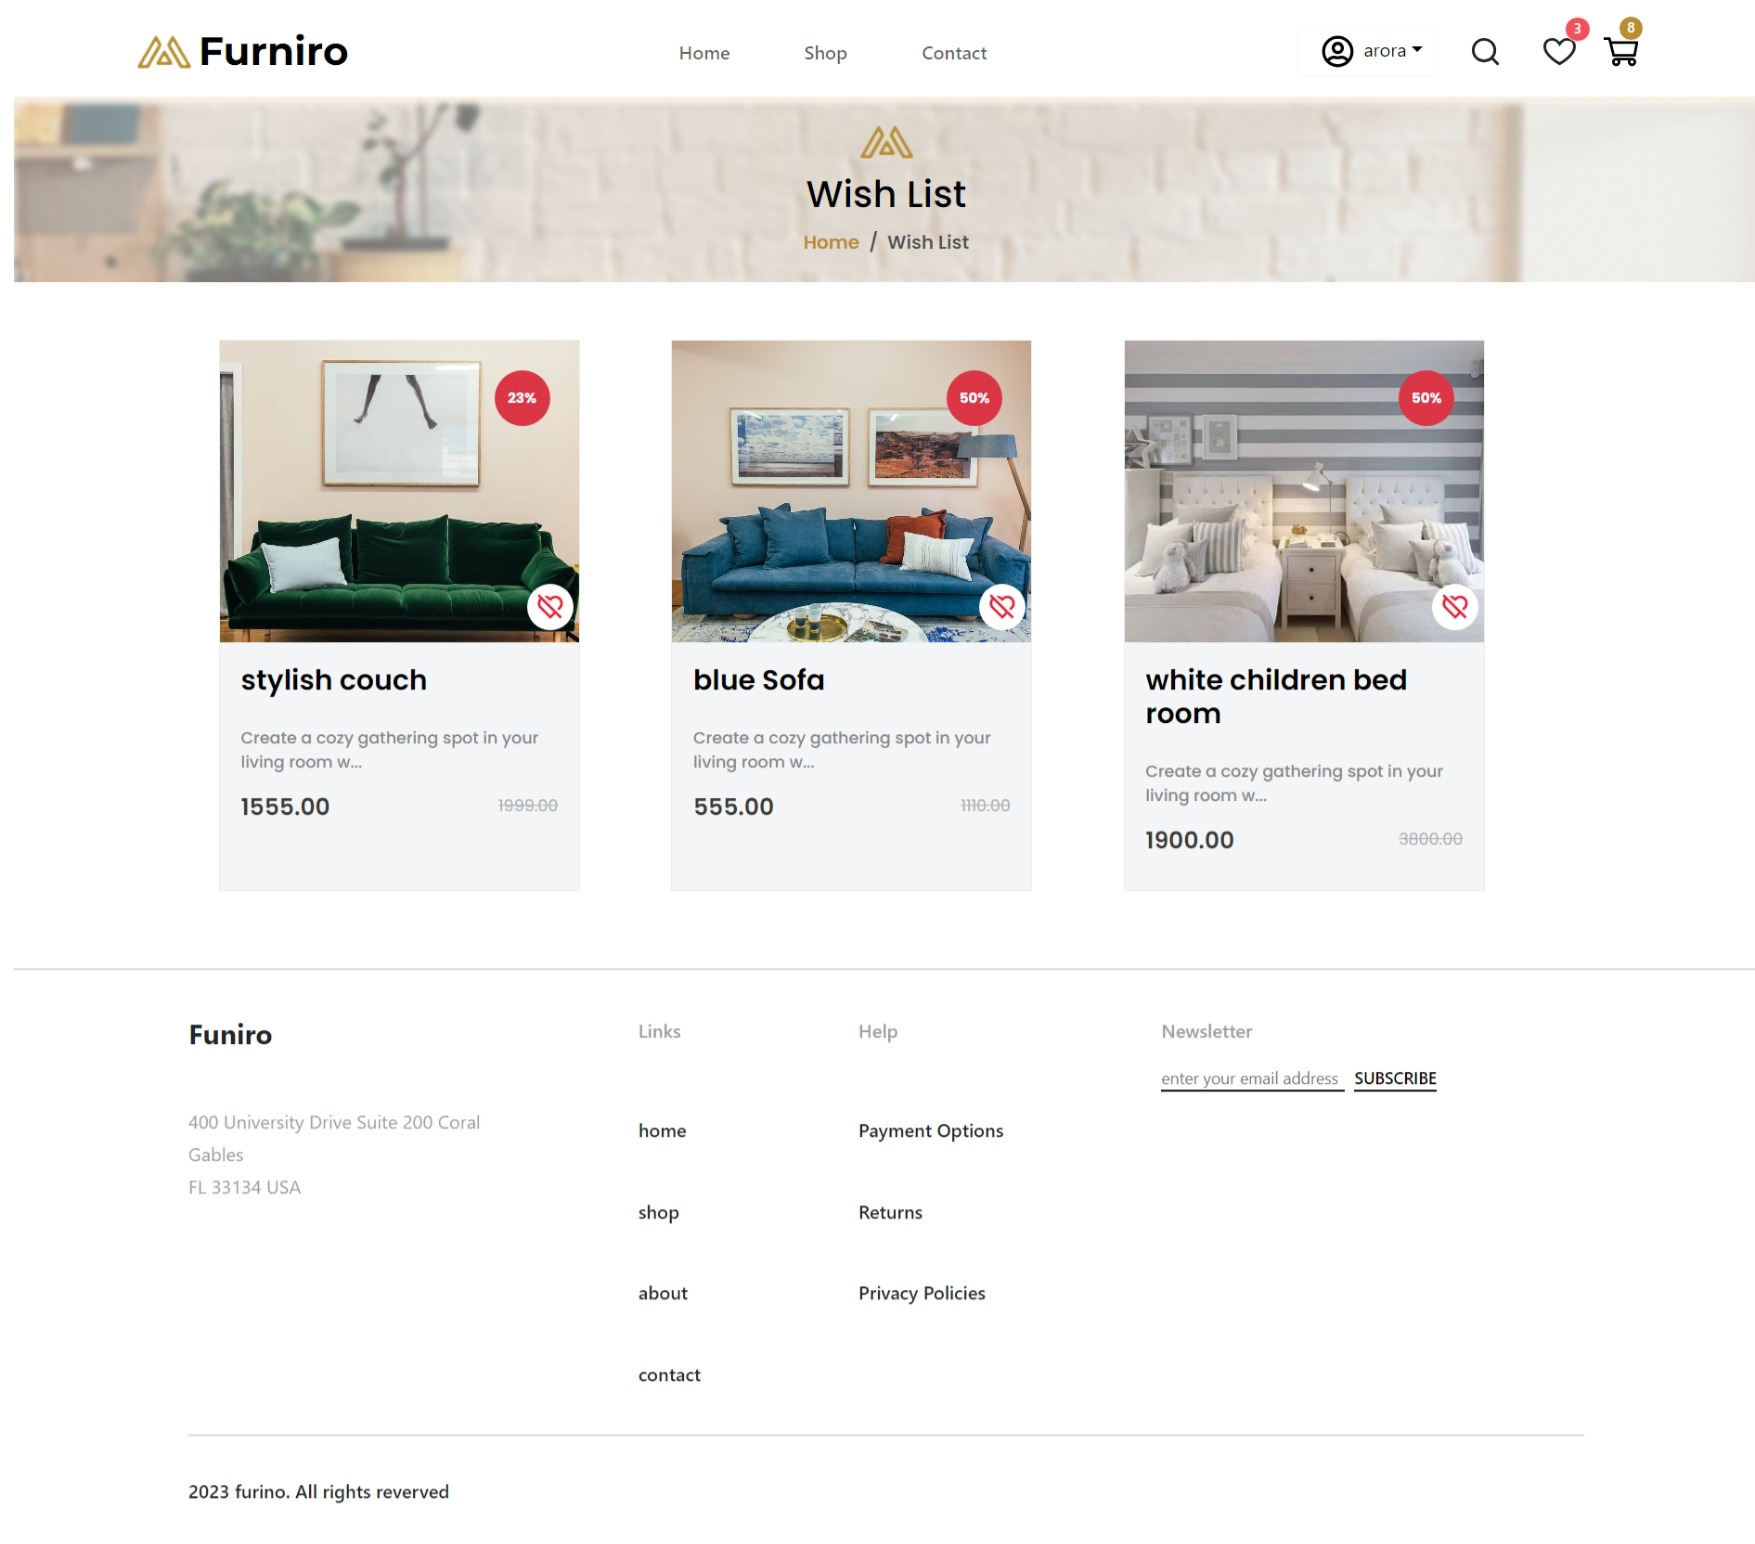 Furniro
Home Shop Contact
arora 3 8
Wish List
Home / Wish List
23%
50%
50%
stylish couch
Create a cozy gathering spot in your
living room w...
1555.00 1999.00
blue Sofa
Create a cozy gathering spot in your
living room w...
555.00 1110.00
white children bed
room
Create a cozy gathering spot in your
living room w...
1900.00 3800.00
Funiro
400 University Drive Suite 200 Coral
Gables
FL 33134 USA
Links
home
shop
about
contact
Help
Payment Options
Returns
Privacy Policies
Newsletter
enter your email address SUBSCRIBE
2023 furino. All rights reverved